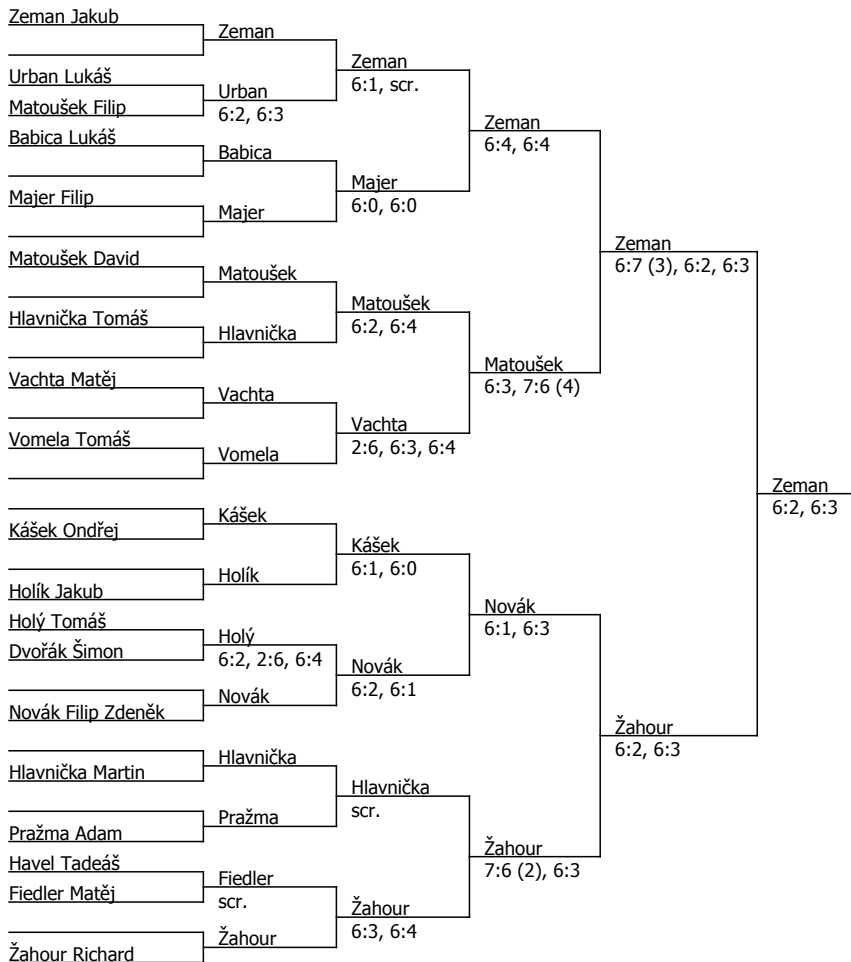 Zeman Jakub
Zeman
Zeman
6:1, scr.
Urban Lukáš
Urban
Matoušek Filip
6:2, 6:3
Zeman
6:4, 6:4
Babica Lukáš
Babica
Majer
6:0, 6:0
Majer Filip
Majer
Zeman
6:7 (3), 6:2, 6:3
Matoušek David
Matoušek
Matoušek
6:2, 6:4
Hlavnička Tomáš
Hlavnička
Matoušek
6:3, 7:6 (4)
Vachta Matěj
Vachta
Vachta
2:6, 6:3, 6:4
Vomela Tomáš
Vomela
Zeman
6:2, 6:3
Kášek
Kášek Ondřej
Kášek
6:1, 6:0
Holík
Holík Jakub
Novák
6:1, 6:3
Holý Tomáš
Holý
Dvořák Šimon
6:2, 2:6, 6:4
Novák
6:2, 6:1
Novák
Novák Filip Zdeněk
Žahour
6:2, 6:3
Hlavnička
Hlavnička Martin
Hlavnička
scr.
Pražma
Pražma Adam
Žahour
7:6 (2), 6:3
Havel Tadeáš
Fiedler
Fiedler Matěj
scr.
Žahour
6:3, 6:4
Žahour
Žahour Richard